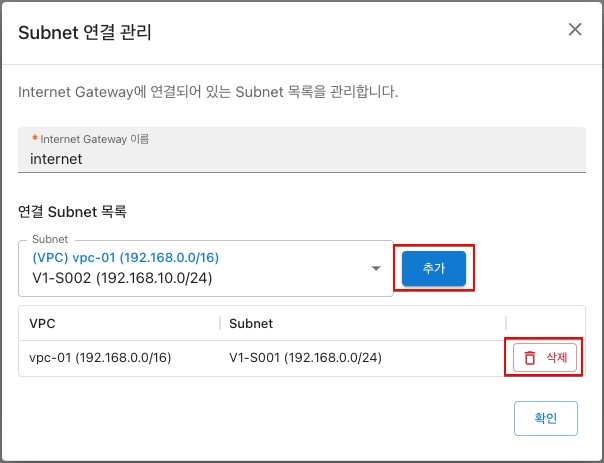 Subnet 연결 관리
Internet Gateway에 연결되어 있는 Subnet 목록을 관리합니다.
* Internet Gateway 이름
internet
연결 Subnet 목록
Subnet
(VPC) vpc-01 (192.168.0.0/16)
V1-S002 (192.168.10.0/24)
추가
VPC Subnet
vpc-01 (192.168.0.0/16) V1-S001 (192.168.0.0/24) 삭제
확인